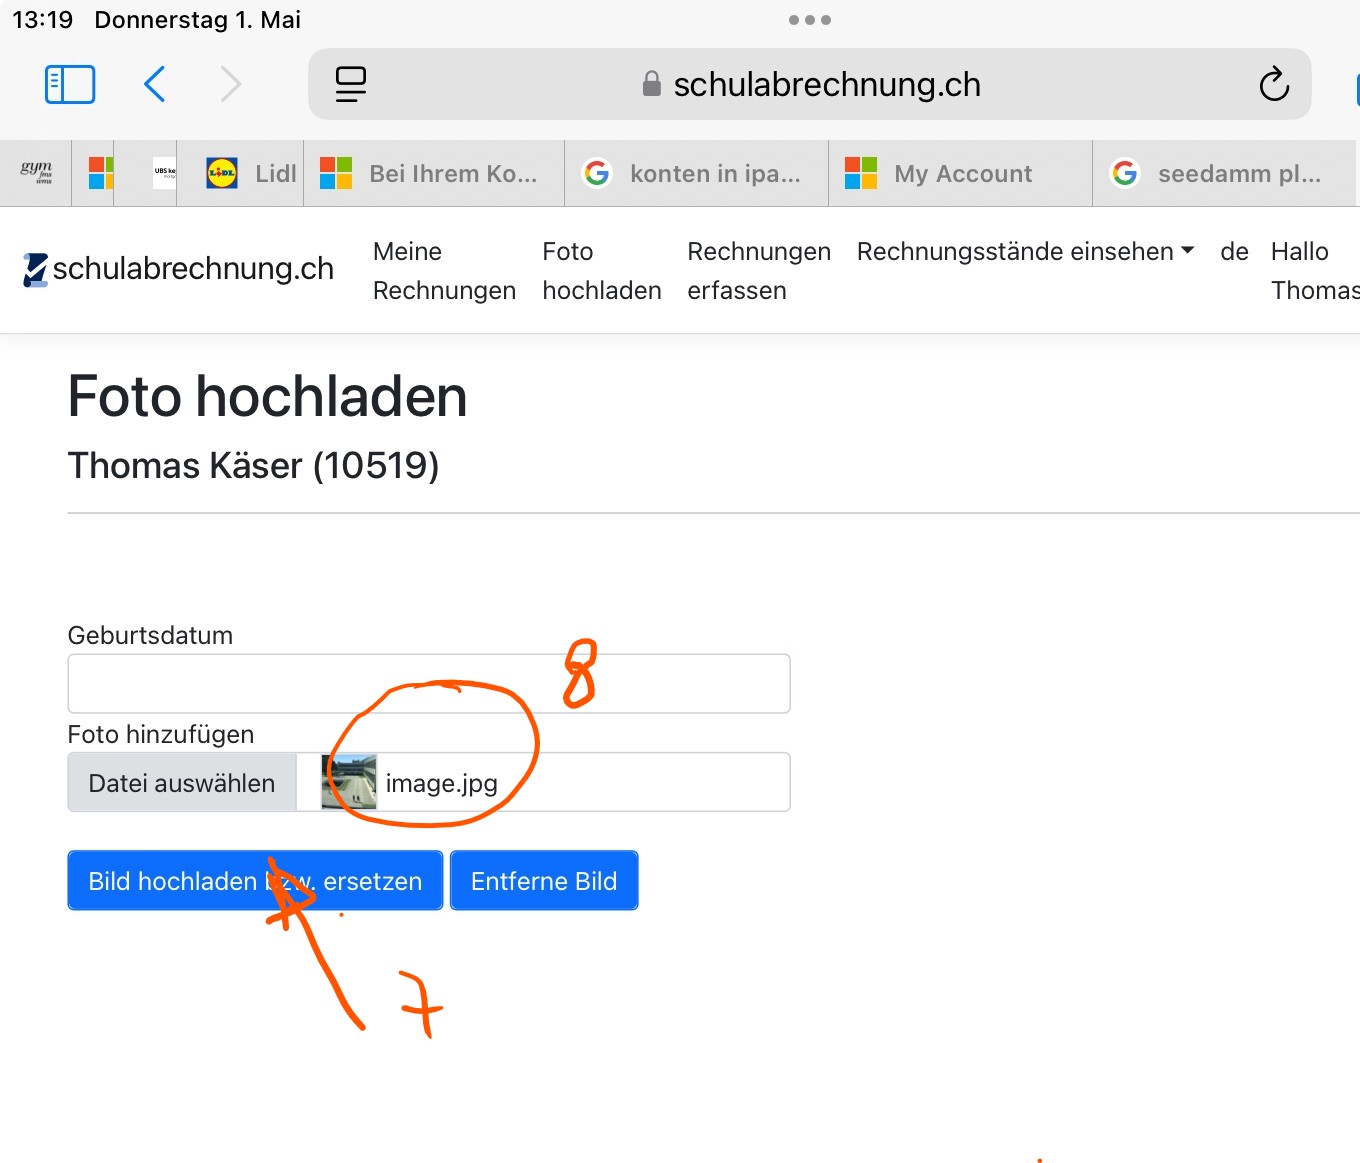 13:19 Donnerstag 1. Mai
schulabrechnung.ch
gym
Lidl
Bei Ihrem Ko...
konten in ipa...
My Account
seedamm pl...
schulabrechnung.ch
Meine Rechnungen
Foto hochladen
Rechnungen erfassen
Rechnungsstände einsehen
de
Hallo Thomas
Foto hochladen
Thomas Käser (10519)
Geburtsdatum
8
Foto hinzufügen
Datei auswählen image.jpg
Bild hochladen bzw. ersetzen Entferne Bild
7